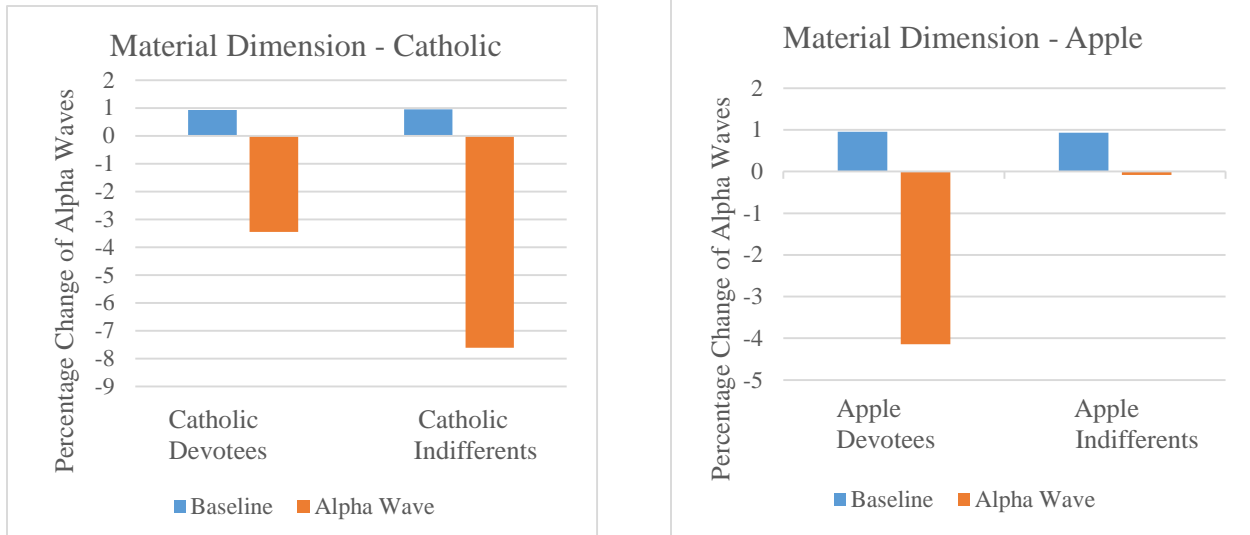 Material Dimension - Catholic
Percentage Change of Alpha Waves
2
1
0
-1
-2
-3
-4
-5
-6
-7
-8
-9
Catholic
Devotees
Catholic
Indifferents
Baseline
Alpha Wave
Material Dimension - Apple
Percentage Change of Alpha Waves
2
1
0
-1
-2
-3
-4
-5
Apple
Devotees
Apple
Indifferents
Baseline
Alpha Wave